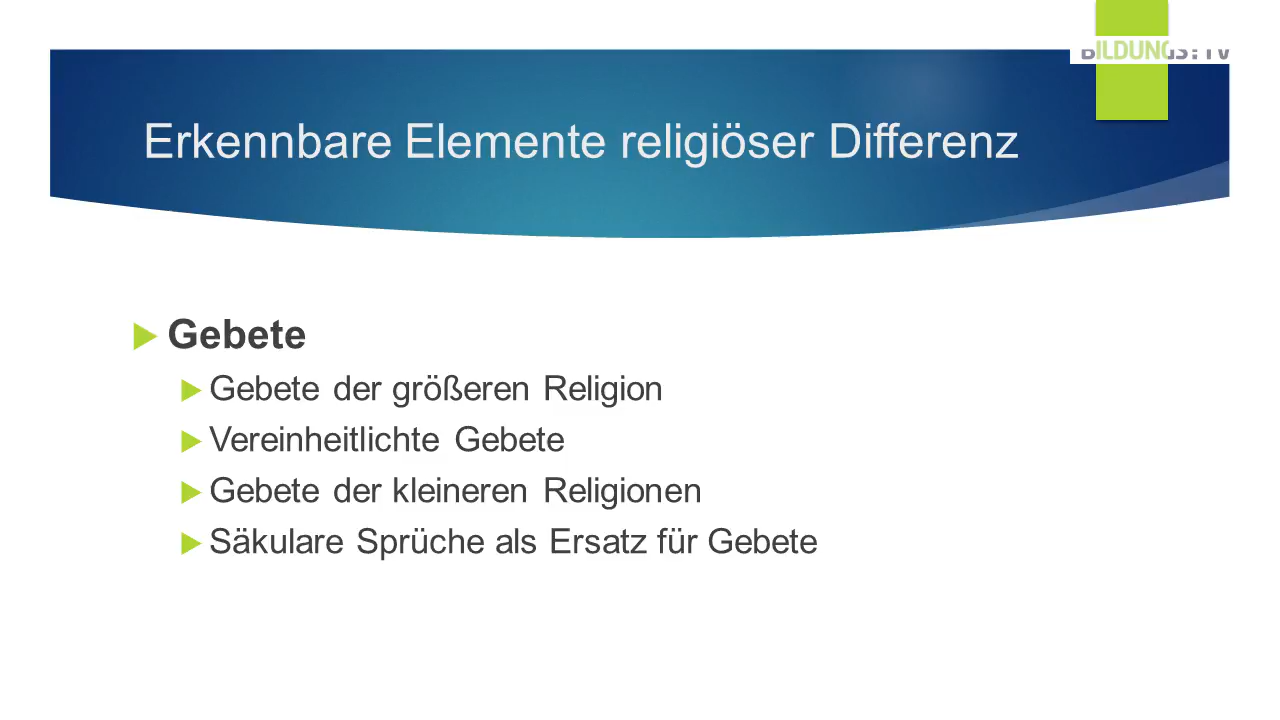 BILDUNGS:TV
Erkennbare Elemente religiöser Differenz
Gebete
Gebete der größeren Religion
Vereinheitlichte Gebete
Gebete der kleineren Religionen
Säkulare Sprüche als Ersatz für Gebete